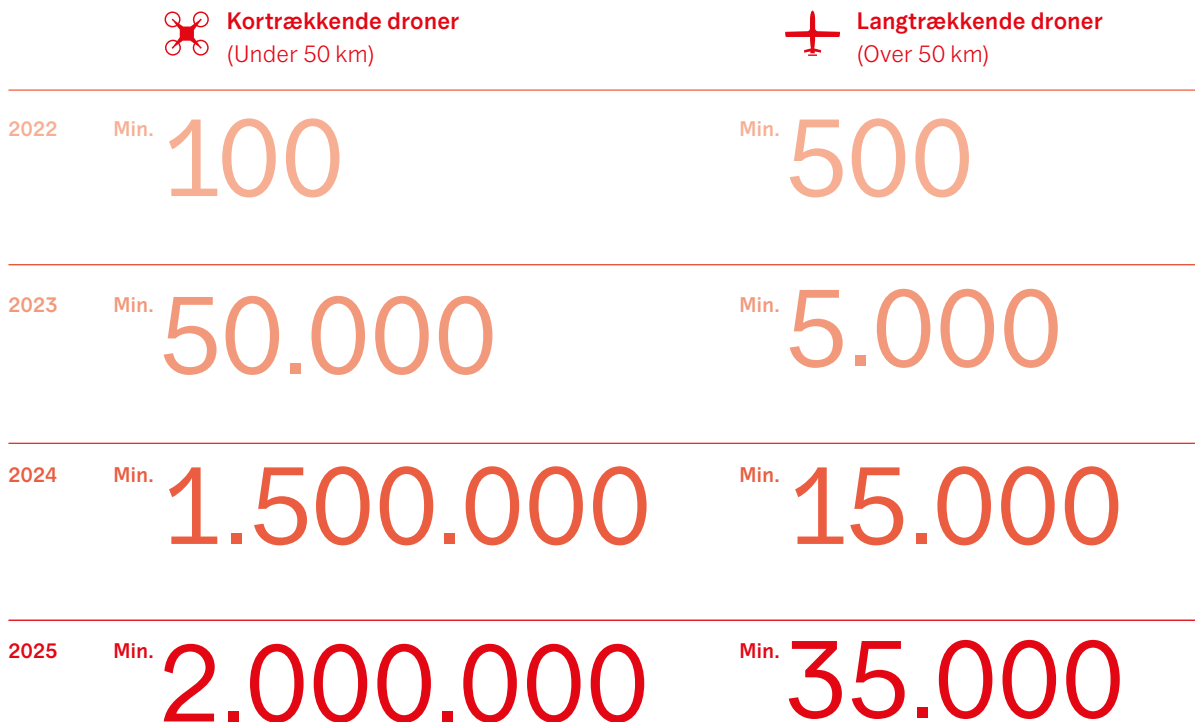 Kortrækkende droner
(Under 50 km)
Langtrækkende droner
(Over 50 km)
2022 Min. 100 Min. 500
2023 Min. 50.000 Min. 5.000
2024 Min. 1.500.000 Min. 15.000
2025 Min. 2.000.000 Min. 35.000